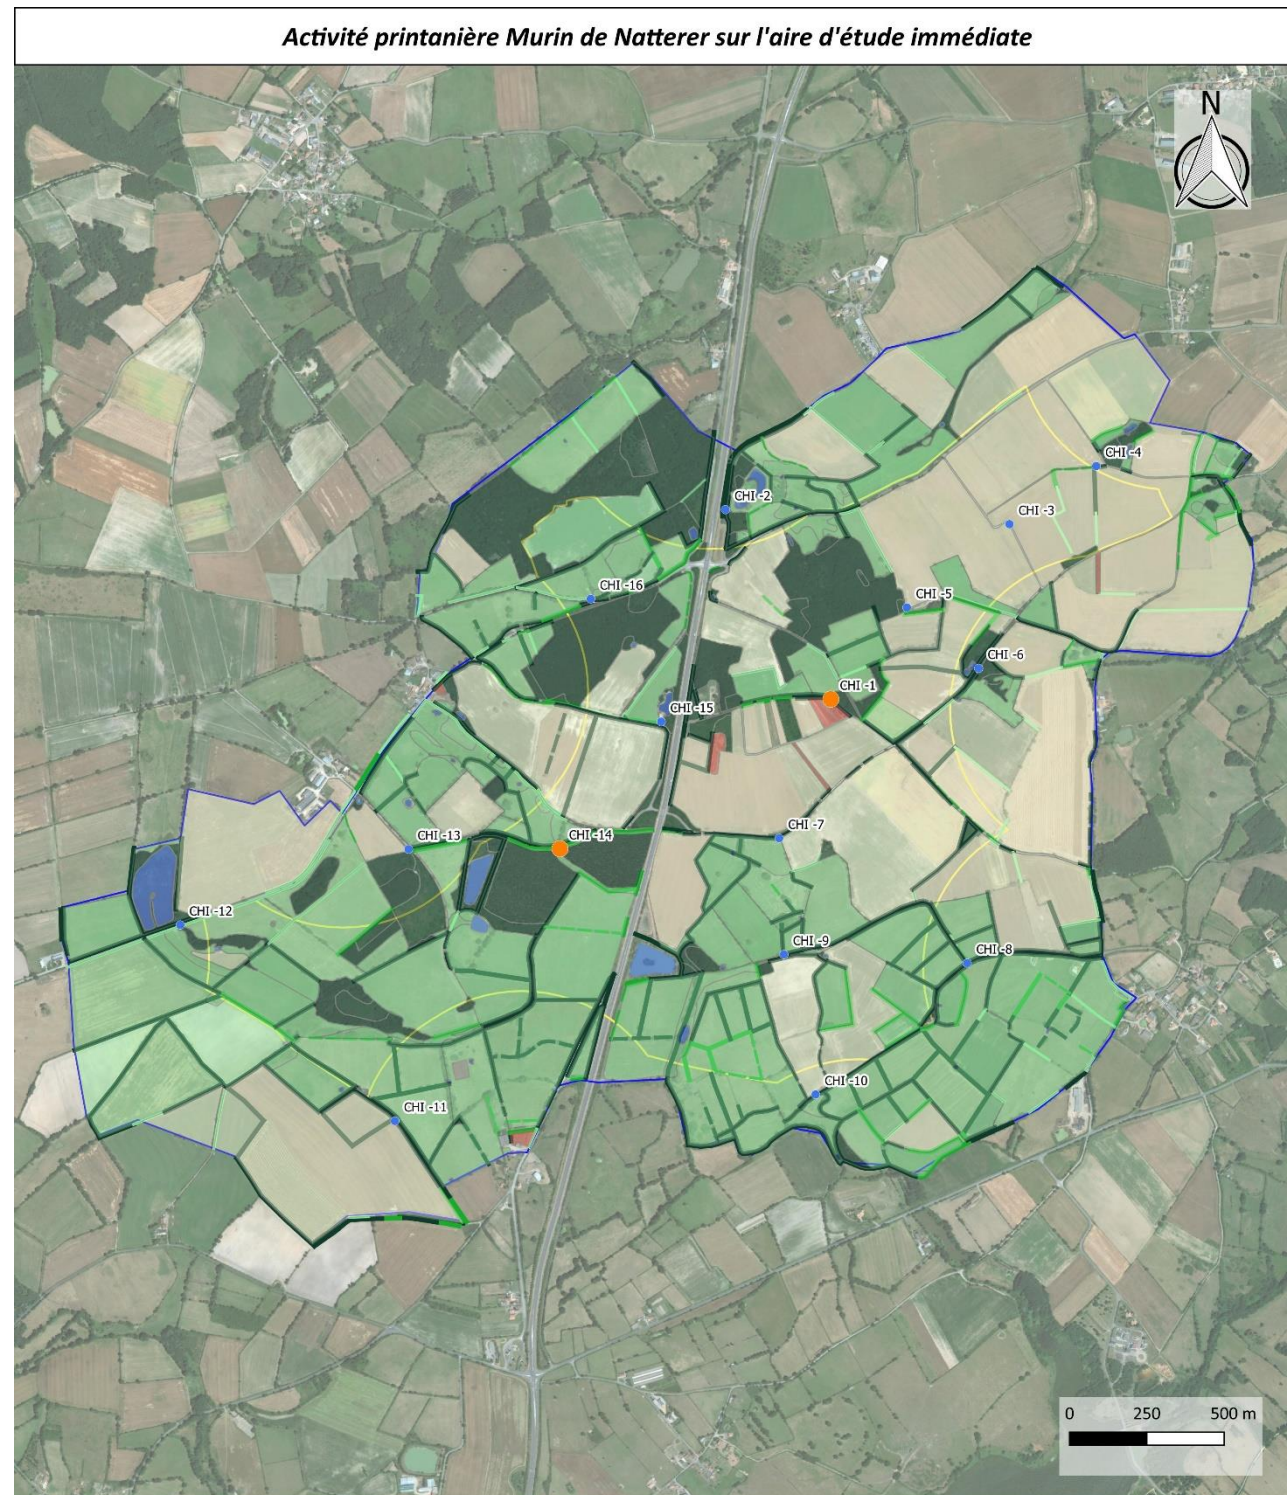 Activité printanière Murin de Natterer sur l'aire d'étude immédiate
N
CHI -4
CHI -2
CHI -3
CHI -16
CHI -5
CHI -6
CHI -1
CHI -15
CHI -7
CHI -13
CHI -14
CHI -12
CHI -9
CHI -8
CHI -10
CHI -11
0 250 500 m